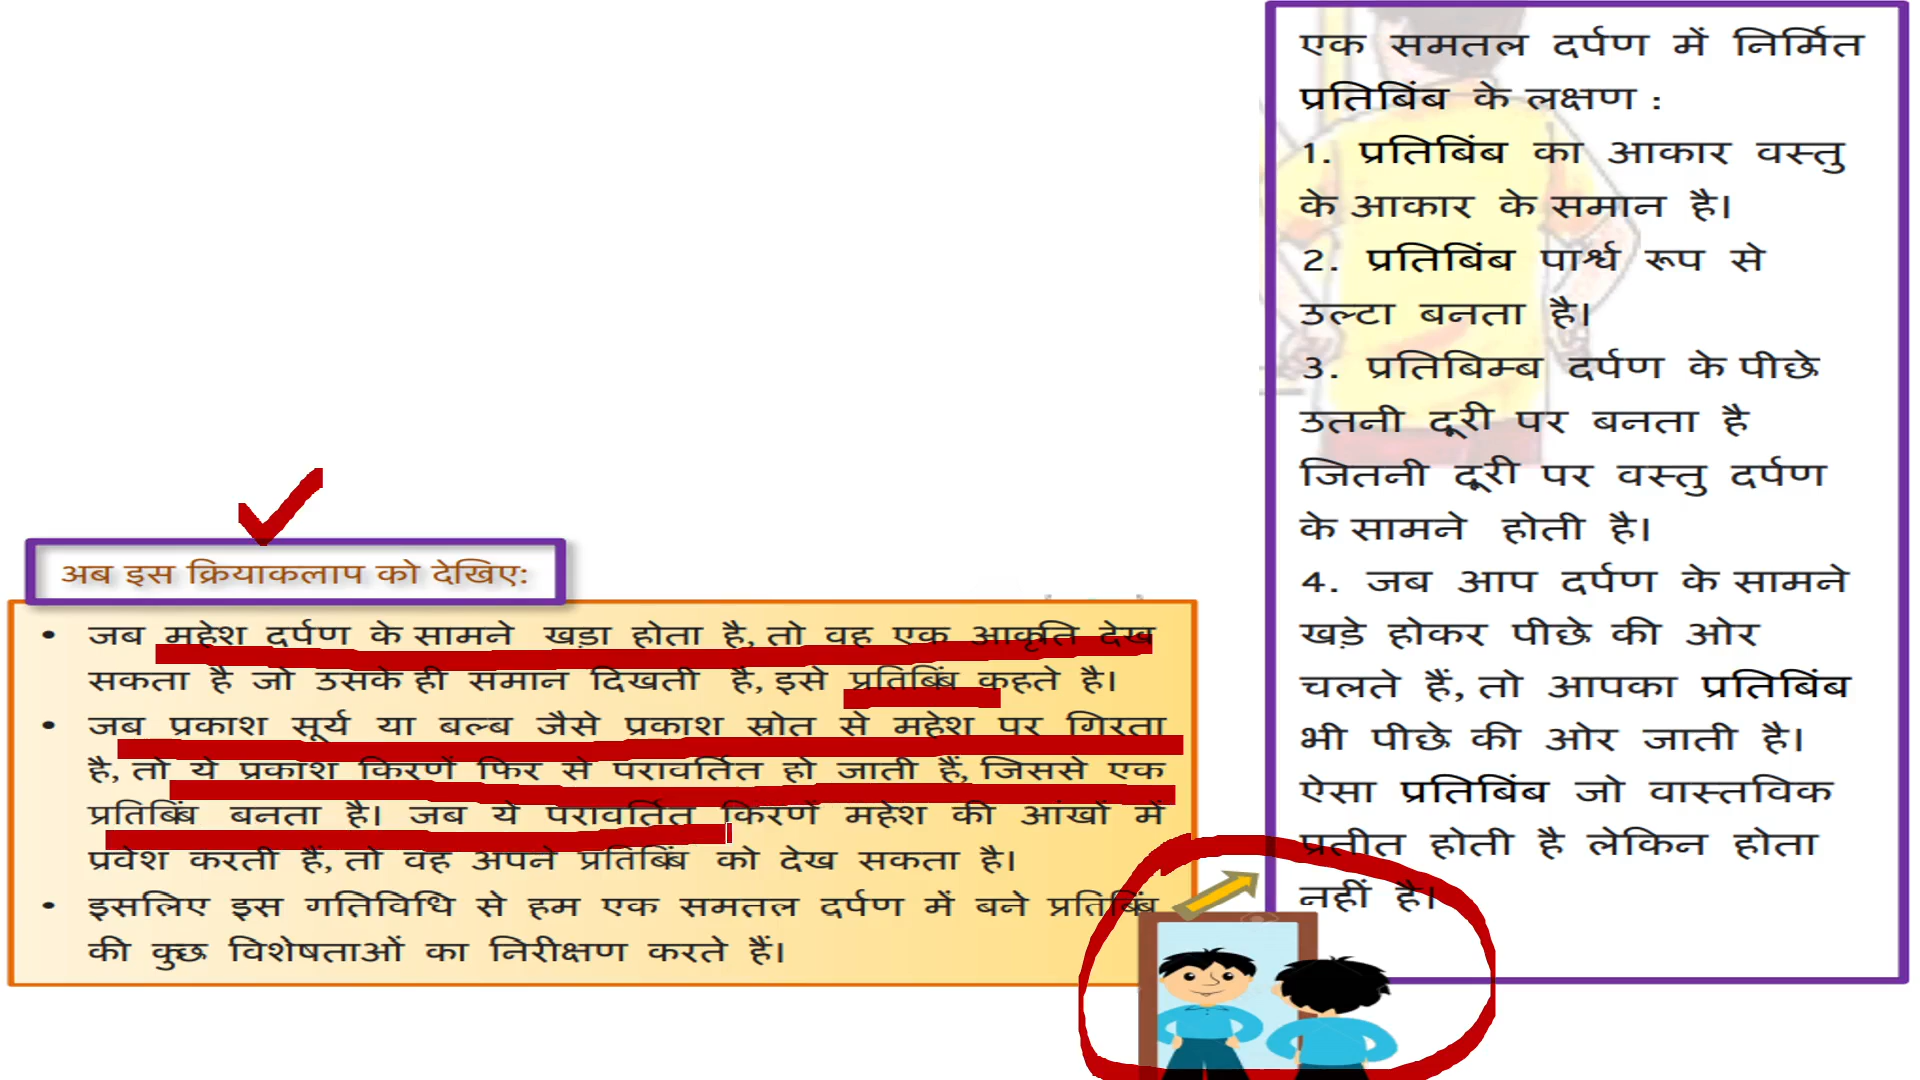 अब इस क्रियाकलाप को देखिए:
• जब महेश दर्पण के सामने खड़ा होता है, तो वह एक आकृति देख
सकता है जो उसके ही समान दिखती है, इसे प्रतिबिंब कहते है।
• जब प्रकाश सूर्य या बल्ब जैसे प्रकाश स्रोत से महेश पर गिरता
है, तो ये प्रकाश किरणें फिर से परावर्तित हो जाती हैं, जिससे एक
प्रतिबिंब बनता है। जब ये परावर्तित किरणें महेश की आंखों में
प्रवेश करती हैं, तो वह अपने प्रतिबिंब को देख सकता है।
• इसलिए इस गतिविधि से हम एक समतल दर्पण में बने प्रतिबिंब
की कुछ विशेषताओं का निरीक्षण करते हैं।
एक समतल दर्पण में निर्मित
प्रतिबिंब के लक्षण :
1. प्रतिबिंब का आकार वस्तु
के आकार के समान है।
2. प्रतिबिंब पार्श्व रूप से
उल्टा बनता है।
3. प्रतिबिम्ब दर्पण के पीछे
उतनी दूरी पर बनता है
जितनी दूरी पर वस्तु दर्पण
के सामने होती है।
4. जब आप दर्पण के सामने
खड़े होकर पीछे की ओर
चलते हैं, तो आपका प्रतिबिंब
भी पीछे की ओर जाती है।
ऐसा प्रतिबिंब जो वास्तविक
प्रतीत होती है लेकिन होता
नहीं है।